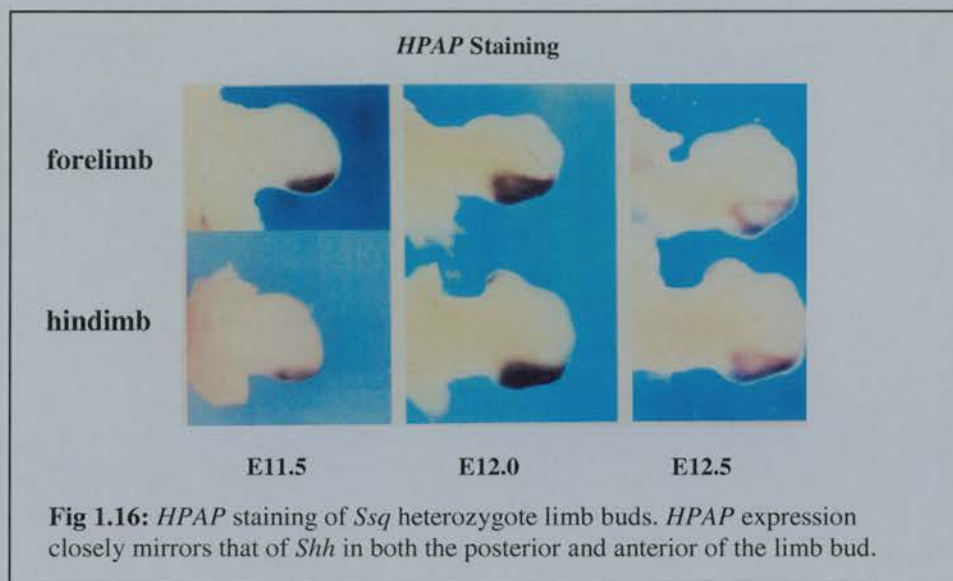 HPAP Staining
forelimb
hindimb
E11.5 E12.0 E12.5
Fig 1.16: HPAP staining of Ssq heterozygote limb buds. HPAP expression
closely mirrors that of Shh in both the posterior and anterior of the limb bud.